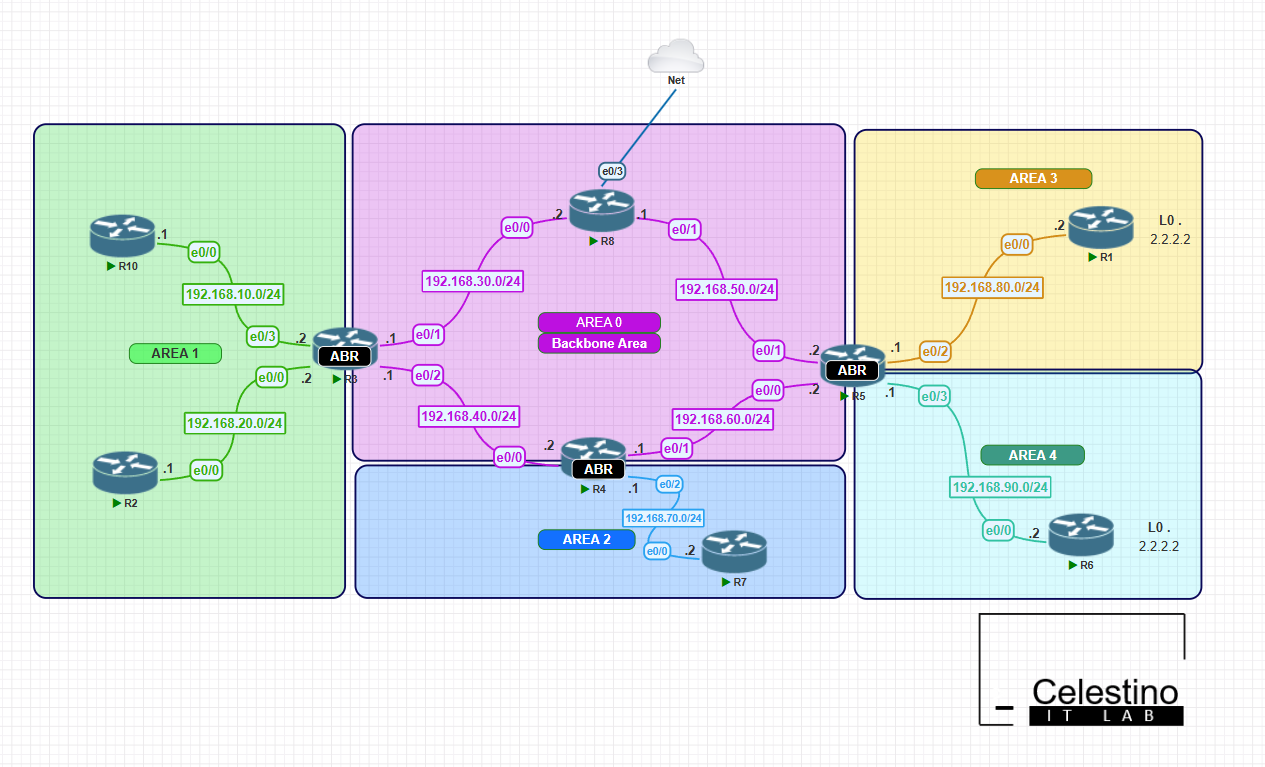 Net
e0/3
AREA 3
.2
.1
.2
L0 .
R10
.1
e0/0
R8
e0/0
e0/1
e0/0
2.2.2.2
R1
e0/0
192.168.10.0/24
192.168.30.0/24
192.168.50.0/24
192.168.80.0/24
AREA 0
Backbone Area
AREA 1
e0/3
.2
ABR
R3
.1
e0/1
e0/1
.2
ABR
R5
.1
e0/2
e0/0
.2
.1
e0/2
e0/0
.2
.1
e0/3
192.168.20.0/24
192.168.40.0/24
192.168.60.0/24
.2
.1
e0/1
e0/0
ABR
R4
AREA 4
R2
.1
e0/0
.1
e0/2
192.168.90.0/24
192.168.70.0/24
AREA 2
e0/0
.2
R7
e0/0
.2
R6
L0 .
2.2.2.2
Celestino
IT LAB